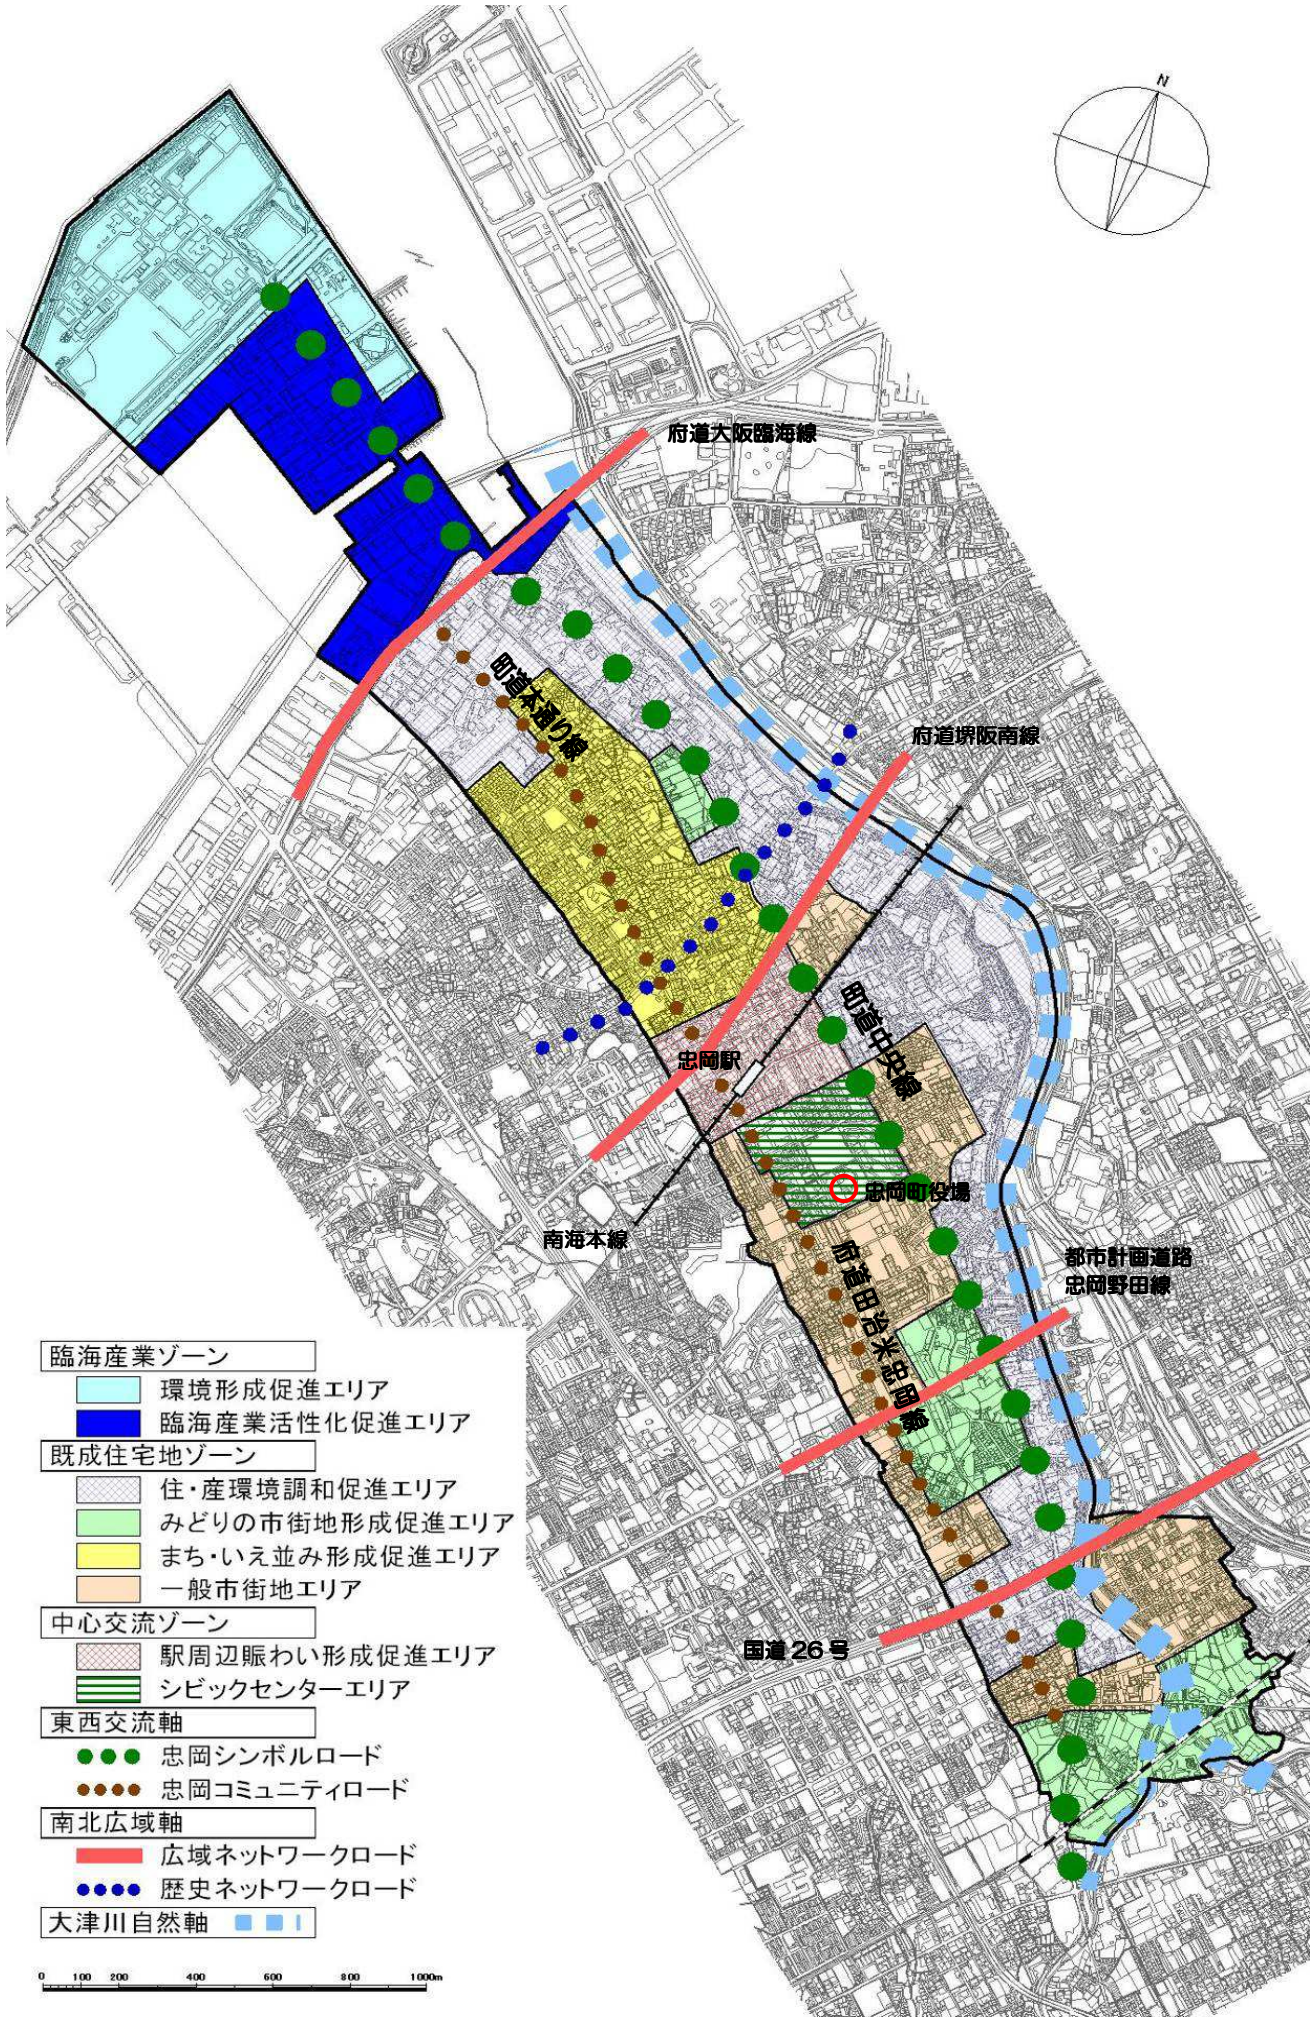 N
府道大阪臨海線
町道本通り線
府道堺阪南線
町道中央線
忠岡駅
忠岡町役場
南海本線
府道田治米忠岡線
都市計画道路
忠岡野田線
国道26号
臨海産業ゾーン
環境形成促進エリア
臨海産業活性化促進エリア
既成住宅地ゾーン
住・産環境調和促進エリア
みどりの市街地形成促進エリア
まち・いえ並み形成促進エリア
一般市街地エリア
中心交流ゾーン
駅周辺賑わい形成促進エリア
シビックセンターエリア
東西交流軸
忠岡シンボルロード
忠岡コミュニティロード
南北広域軸
広域ネットワークロード
歴史ネットワークロード
大津川自然軸
0 100 200 400 600 800 1000m